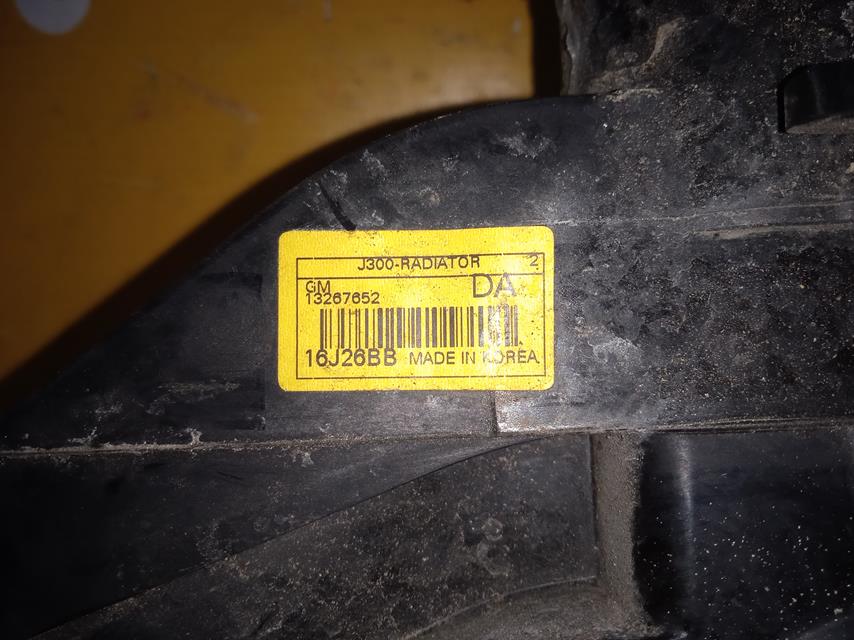 J300-RADIATOR 2
GM DA
13267652
16J26BB MADE IN KOREA